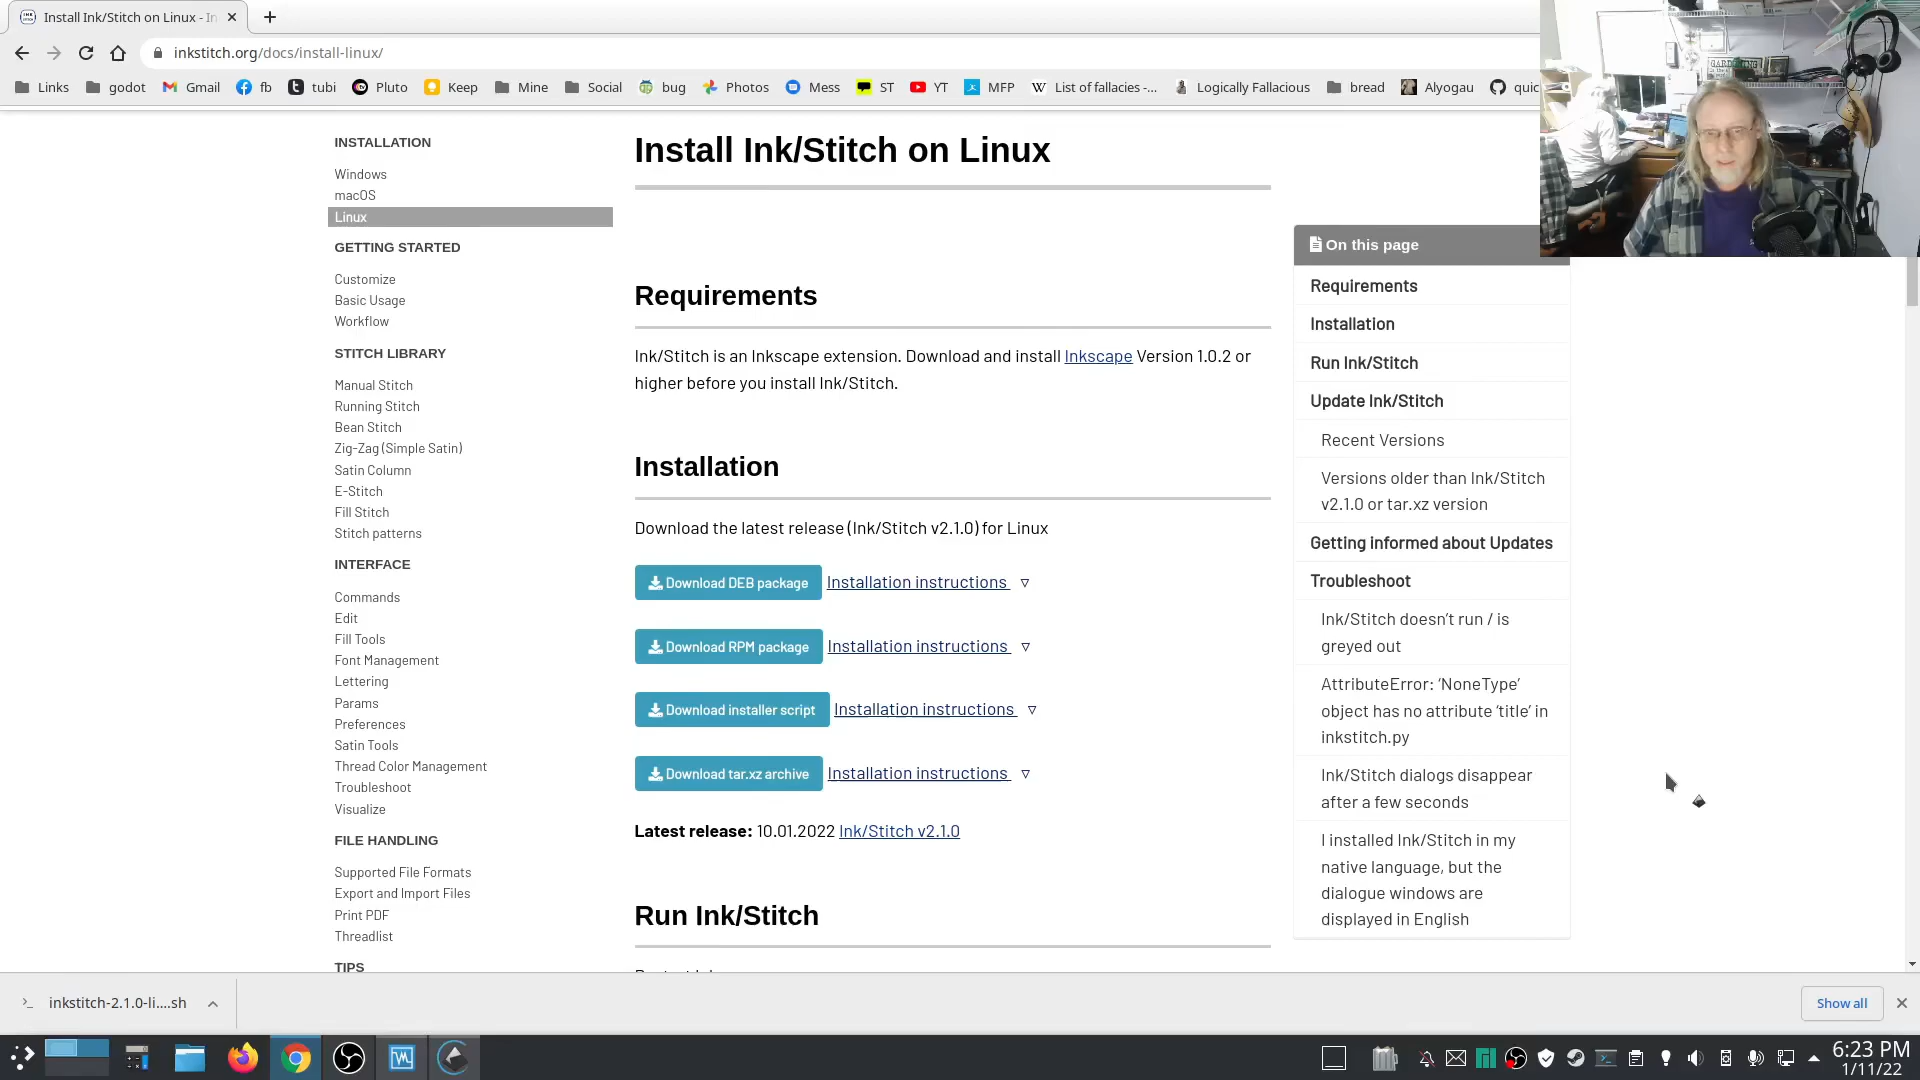 Install Ink/Stitch on Linux - In
inkstitch.org/docs/install-linux/
Links godot Gmail fb tubi Pluto Keep Mine Social bug Photos Mess ST YT MFP List of fallacies -... Logically Fallacious bread Alyogau quic
INSTALLATION
Windows
macOS
Linux
GETTING STARTED
Customize
Basic Usage
Workflow
STITCH LIBRARY
Manual Stitch
Running Stitch
Bean Stitch
Zig-Zag (Simple Satin)
Satin Column
E-Stitch
Fill Stitch
Stitch patterns
INTERFACE
Commands
Edit
Fill Tools
Font Management
Lettering
Params
Preferences
Satin Tools
Thread Color Management
Troubleshoot
Visualize
FILE HANDLING
Supported File Formats
Export and Import Files
Print PDF
Threadlist
TIPS
Install Ink/Stitch on Linux
Requirements
Ink/Stitch is an Inkscape extension. Download and install Inkscape Version 1.0.2 or
higher before you install Ink/Stitch.
Installation
Download the latest release (Ink/Stitch v2.1.0) for Linux
Download DEB package Installation instructions ▽
Download RPM package Installation instructions ▽
Download installer script Installation instructions ▽
Download tar.xz archive Installation instructions ▽
Latest release: 10.01.2022 Ink/Stitch v2.1.0
Run Ink/Stitch
On this page
Requirements
Installation
Run Ink/Stitch
Update Ink/Stitch
Recent Versions
Versions older than Ink/Stitch
v2.1.0 or tar.xz version
Getting informed about Updates
Troubleshoot
Ink/Stitch doesn’t run / is
greyed out
AttributeError: ‘NoneType’
object has no attribute ‘title’ in
inkstitch.py
Ink/Stitch dialogs disappear
after a few seconds
I installed Ink/Stitch in my
native language, but the
dialogue windows are
displayed in English
inkstitch-2.1.0-li....sh
Show all
6:23 PM
1/11/22